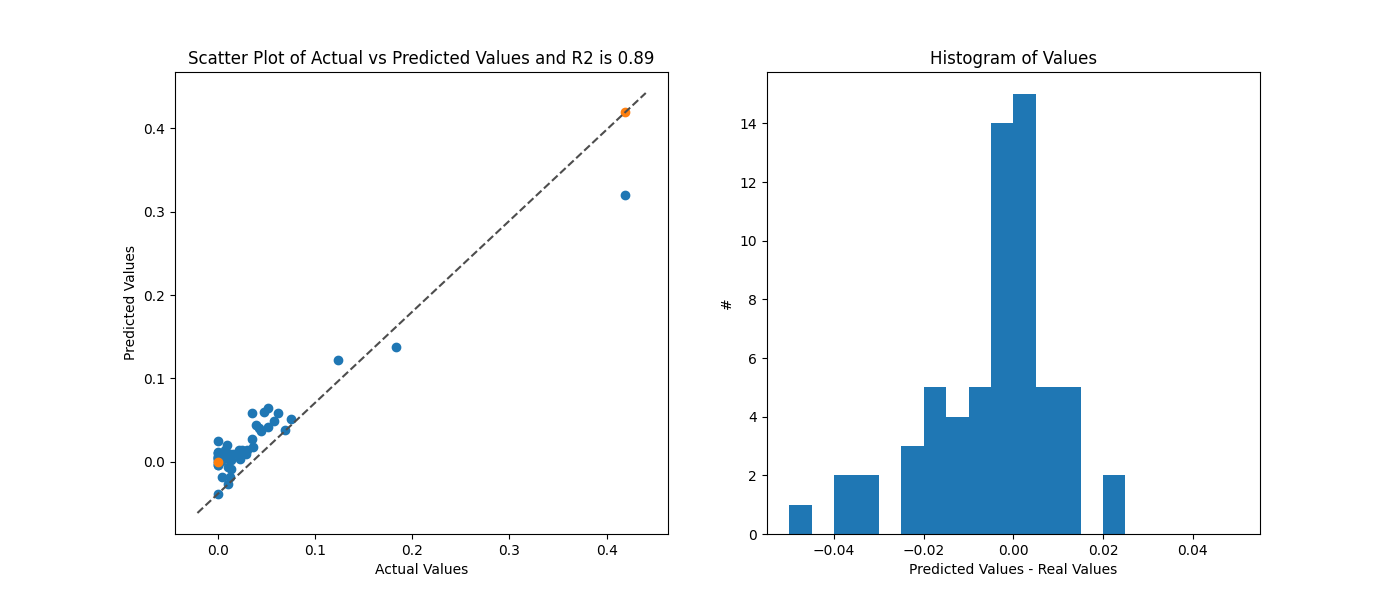 Scatter Plot of Actual vs Predicted Values and R2 is 0.89
Predicted Values
0.4
0.3
0.2
0.1
0.0
0.0 0.1 0.2 0.3 0.4
Actual Values
Histogram of Values
#
14
12
10
8
6
4
2
0
−0.04 −0.02 0.00 0.02 0.04
Predicted Values - Real Values